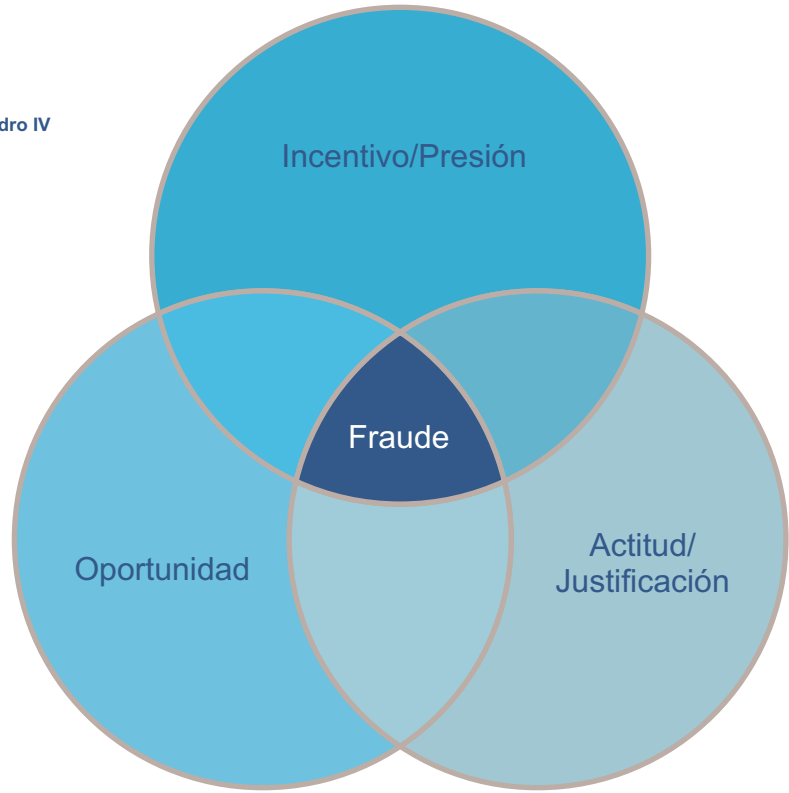 dro IV
Incentivo/Presión
Fraude
Oportunidad
Actitud/
Justificación